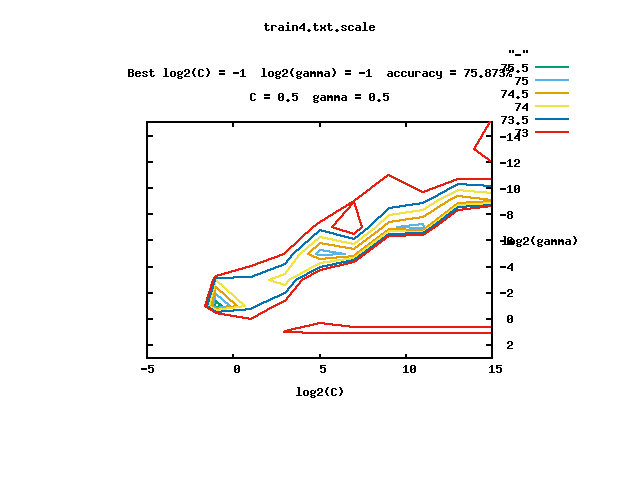 train4.txt.scale
"-"
Best log2(C) = -1  log2(gamma) = -1  accuracy = 75.873%
C = 0.5  gamma = 0.5
75.5
75
74.5
74
73.5
73
-14
-12
-10
-8
-6
log2(gamma)
-4
-2
0
2
-5 0 5 10 15
log2(C)